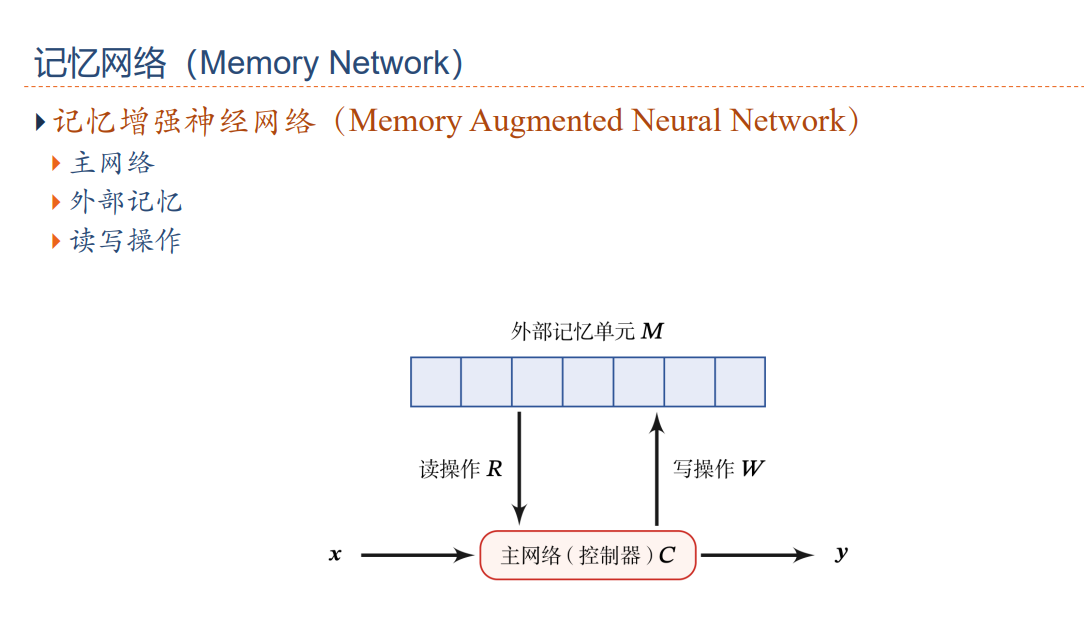 记忆网络（Memory Network）
记忆增强神经网络（Memory Augmented Neural Network）
主网络
外部记忆
读写操作
外部记忆单元 M
读操作 R
写操作 W
x
主网络（控制器）C
y